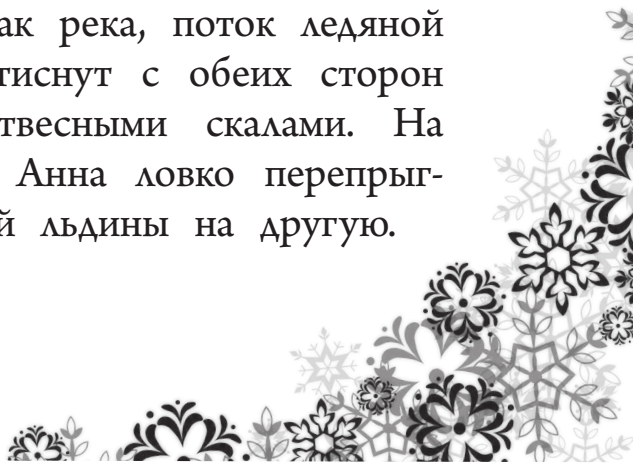 ак река, поток ледяной
тиснут с обеих сторон
твесными скалами. На
Анна ловко перепрыг-
й льдины на другую.